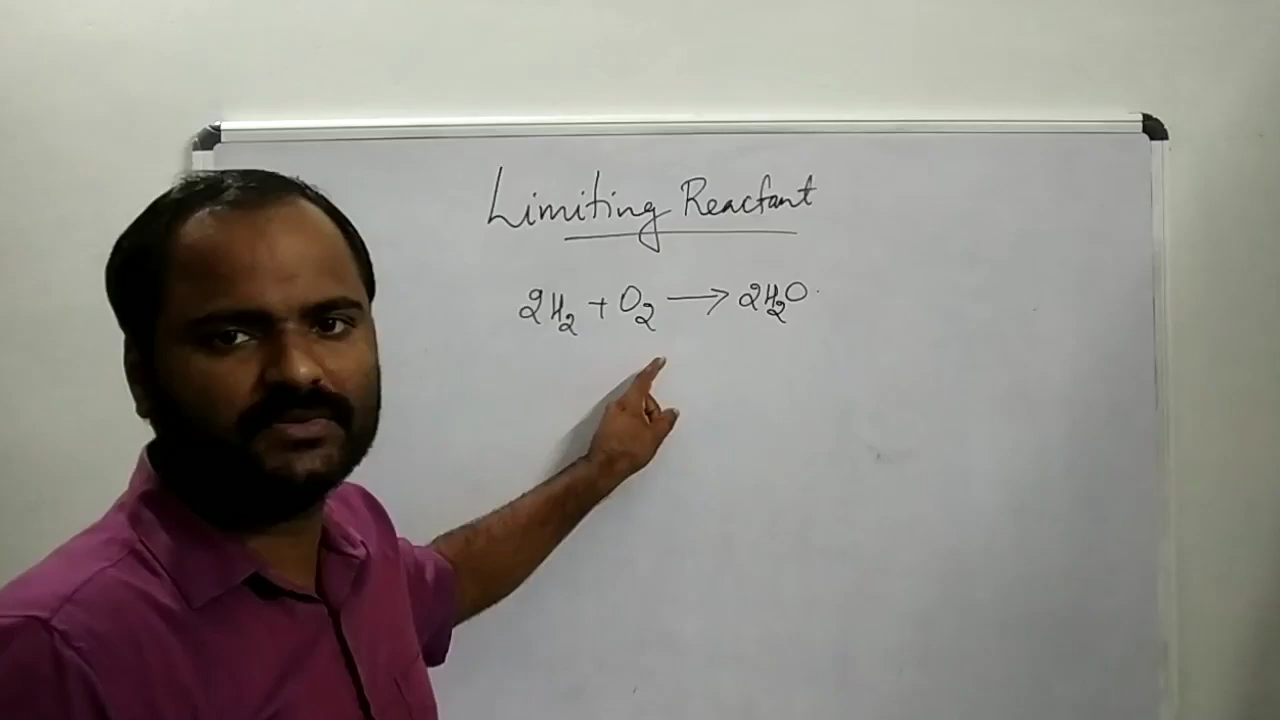 Limiting Reactant
2H₂ + O₂ → 2H₂O